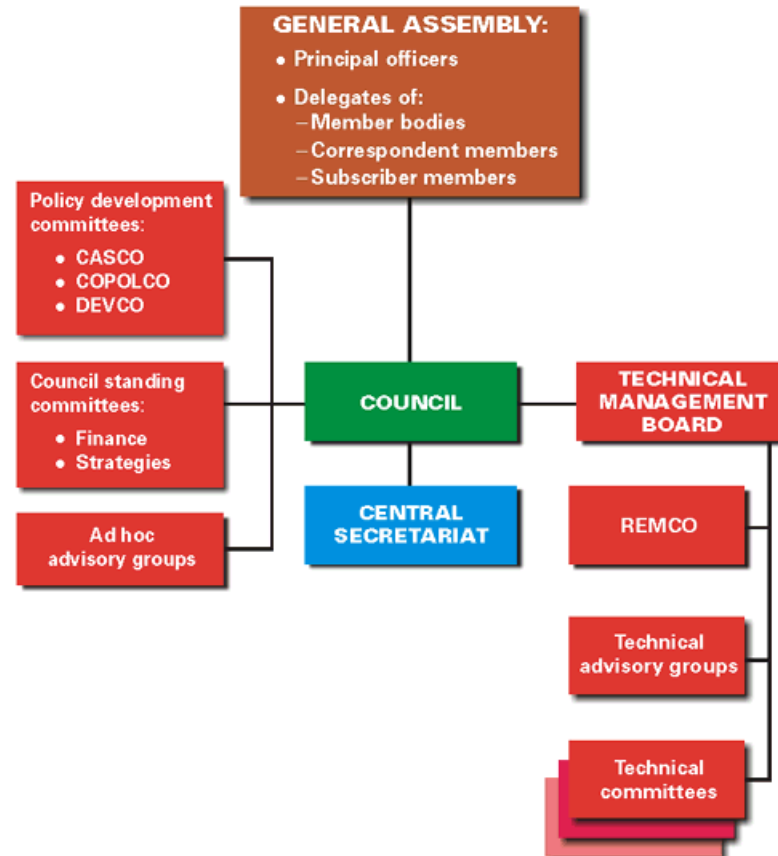 GENERAL ASSEMBLY:
• Principal officers
• Delegates of:
–Member bodies
–Correspondent members
–Subscriber members
Policy development
committees:
• CASCO
• COPOLCO
• DEVCO
Council standing
committees:
• Finance
• Strategies
Ad hoc
advisory groups
COUNCIL
CENTRAL
SECRETARIAT
TECHNICAL
MANAGEMENT
BOARD
REMCO
Technical
advisory groups
Technical
committees